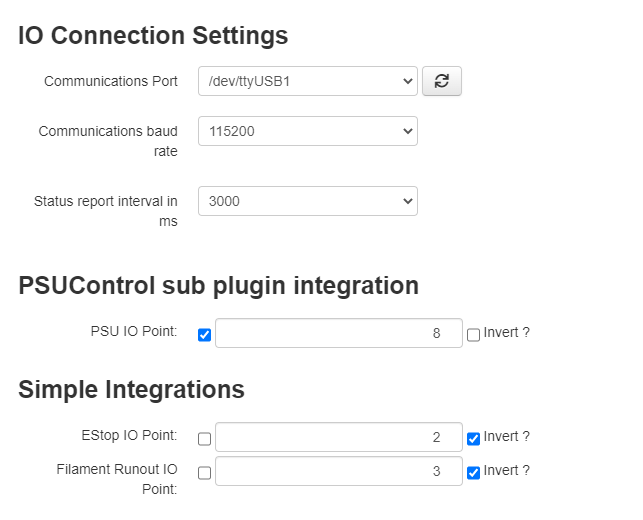 IO Connection Settings
Communications Port /dev/ttyUSB1
Communications baud 115200
rate
Status report interval in 3000
ms
PSUControl sub plugin integration
PSU IO Point: 8 Invert ?
Simple Integrations
EStop IO Point: 2 Invert ?
Filament Runout IO 3 Invert ?
Point: